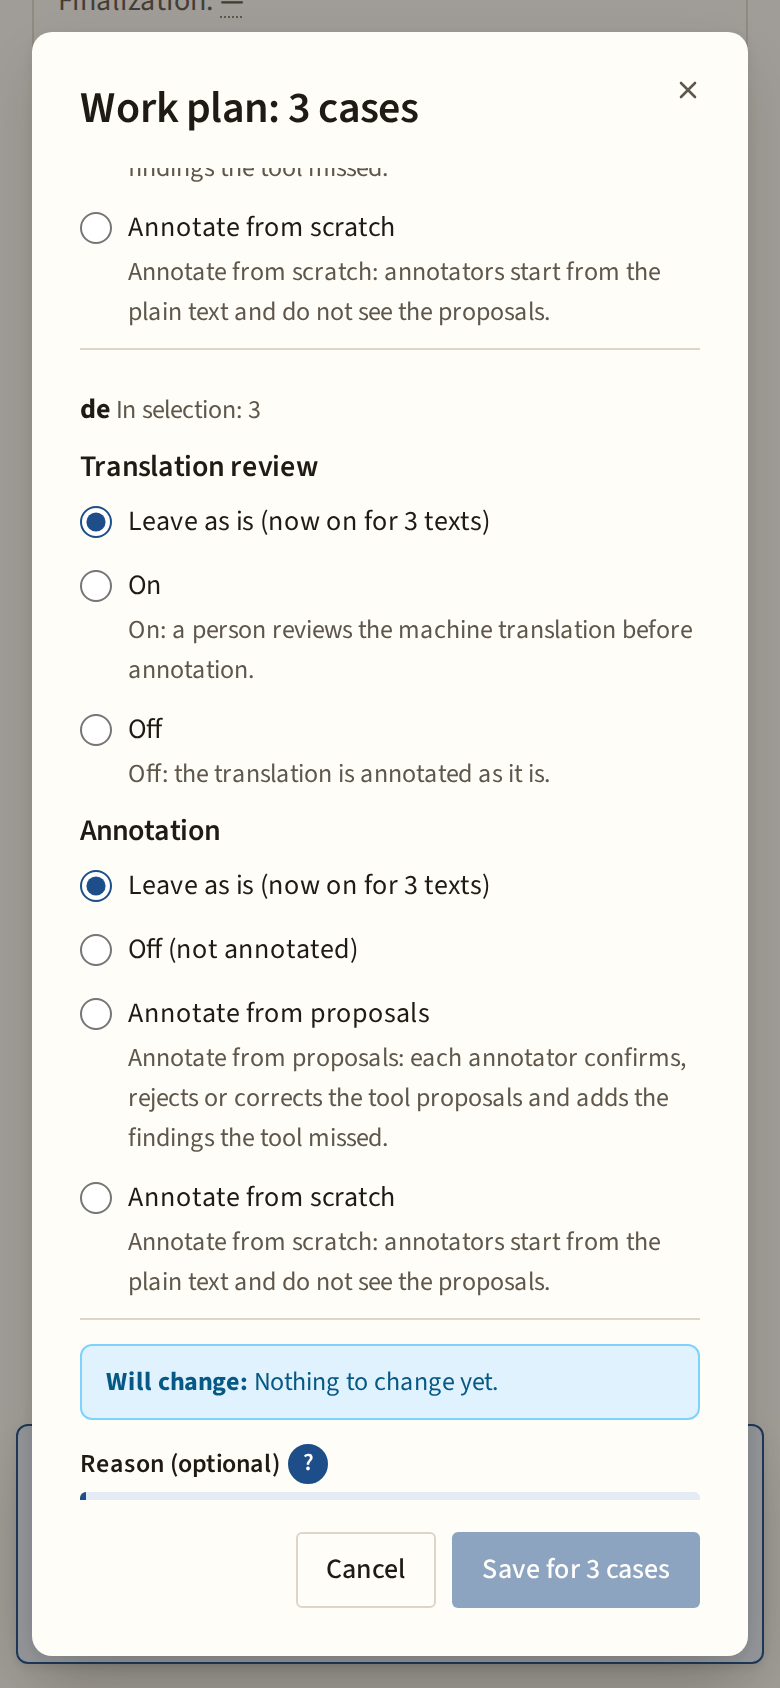 Finalization: —
Work plan: 3 cases
×
findings the tool missed.
Annotate from scratch
Annotate from scratch: annotators start from the
plain text and do not see the proposals.
de In selection: 3
Translation review
Leave as is (now on for 3 texts)
On
On: a person reviews the machine translation before
annotation.
Off
Off: the translation is annotated as it is.
Annotation
Leave as is (now on for 3 texts)
Off (not annotated)
Annotate from proposals
Annotate from proposals: each annotator confirms,
rejects or corrects the tool proposals and adds the
findings the tool missed.
Annotate from scratch
Annotate from scratch: annotators start from the
plain text and do not see the proposals.
Will change: Nothing to change yet.
Reason (optional) ?
Cancel
Save for 3 cases